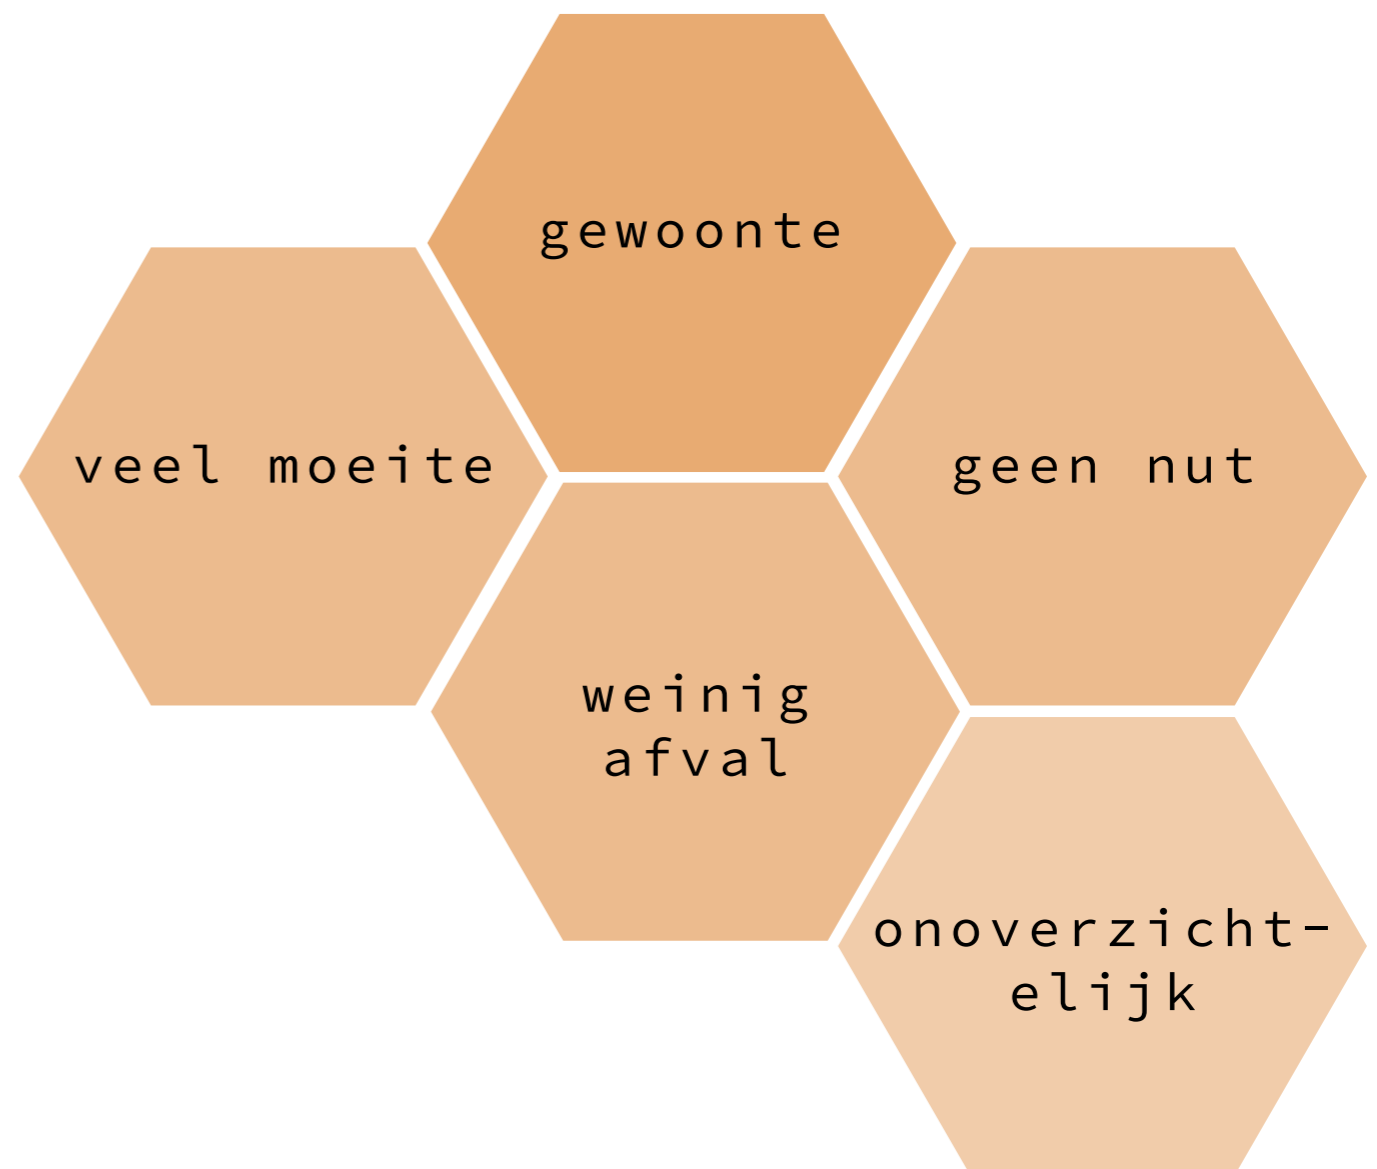 gewoonte
veel moeite
geen nut
weinig
afval
onoverzicht-
elijk